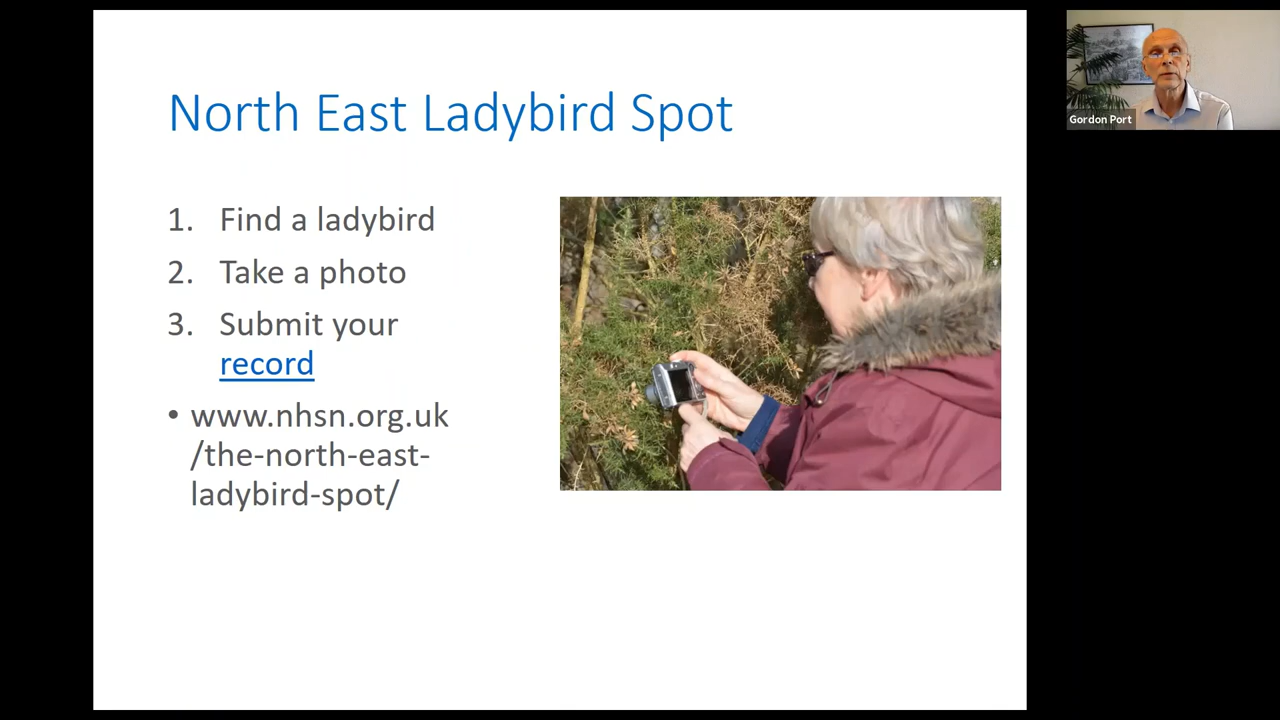 North East Ladybird Spot
1. Find a ladybird
2. Take a photo
3. Submit your
record
• www.nhsn.org.uk
/the-north-east-
ladybird-spot/
Gordon Port